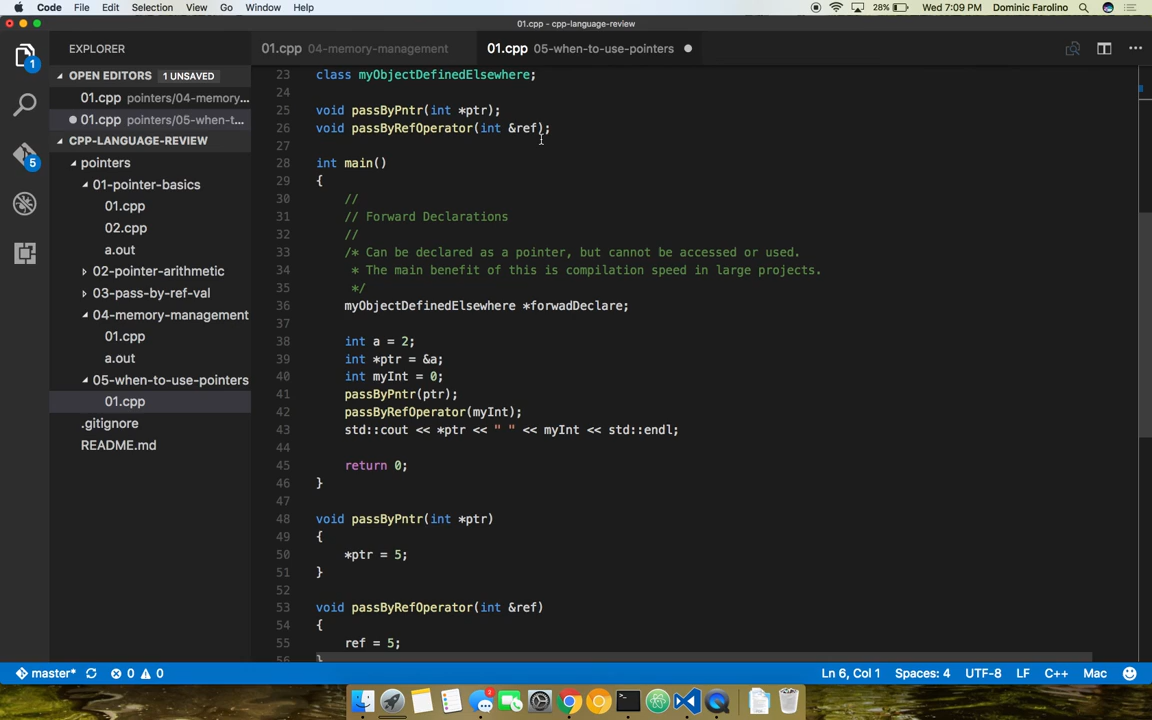 Code File Edit Selection View Go Window Help 28% Wed 7:09 PM Dominic Farolino
01.cpp - cpp-language-review
EXPLORER
OPEN EDITORS 1 UNSAVED
01.cpp pointers/04-memory...
01.cpp pointers/05-when-t...
CPP-LANGUAGE-REVIEW
pointers
01-pointer-basics
01.cpp
02.cpp
a.out
02-pointer-arithmetic
03-pass-by-ref-val
04-memory-management
01.cpp
a.out
05-when-to-use-pointers
01.cpp
.gitignore
README.md
1
5
01.cpp 04-memory-management
01.cpp 05-when-to-use-pointers
23 class myObjectDefinedElsewhere;
24
25 void passByPntr(int *ptr);
26 void passByRefOperator(int &ref);
27
28 int main()
29 {
30 //
31 // Forward Declarations
32 //
33 /* Can be declared as a pointer, but cannot be accessed or used.
34 * The main benefit of this is compilation speed in large projects.
35 */
36 myObjectDefinedElsewhere *forwadDeclare;
37
38 int a = 2;
39 int *ptr = &a;
40 int myInt = 0;
41 passByPntr(ptr);
42 passByRefOperator(myInt);
43 std::cout << *ptr << " " << myInt << std::endl;
44
45 return 0;
46 }
47
48 void passByPntr(int *ptr)
49 {
50 *ptr = 5;
51 }
52
53 void passByRefOperator(int &ref)
54 {
55 ref = 5;
56 }
master* 0 0 Ln 6, Col 1 Spaces: 4 UTF-8 LF C++ Mac